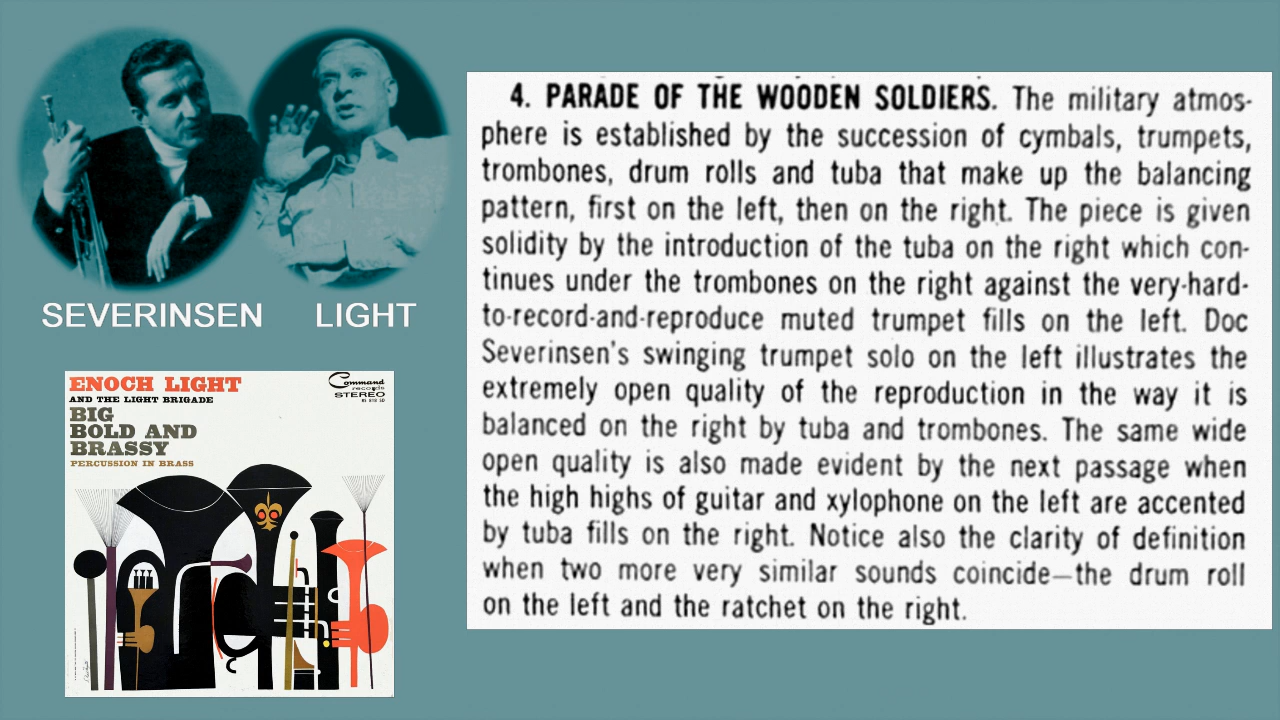 SEVERINSEN LIGHT
ENOCH LIGHT
AND THE LIGHT BRIGADE
BIG
BOLD AND
BRASSY
PERCUSSION IN BRASS
Command
records
STEREO
4. PARADE OF THE WOODEN SOLDIERS. The military atmos-
phere is established by the succession of cymbals, trumpets,
trombones, drum rolls and tuba that make up the balancing
pattern, first on the left, then on the right. The piece is given
solidity by the introduction of the tuba on the right which con-
tinues under the trombones on the right against the very-hard-
to-record-and-reproduce muted trumpet fills on the left. Doc
Severinsen's swinging trumpet solo on the left illustrates the
extremely open quality of the reproduction in the way it is
balanced on the right by tuba and trombones. The same wide
open quality is also made evident by the next passage when
the high highs of guitar and xylophone on the left are accented
by tuba fills on the right. Notice also the clarity of definition
when two more very similar sounds coincide—the drum roll
on the left and the ratchet on the right.